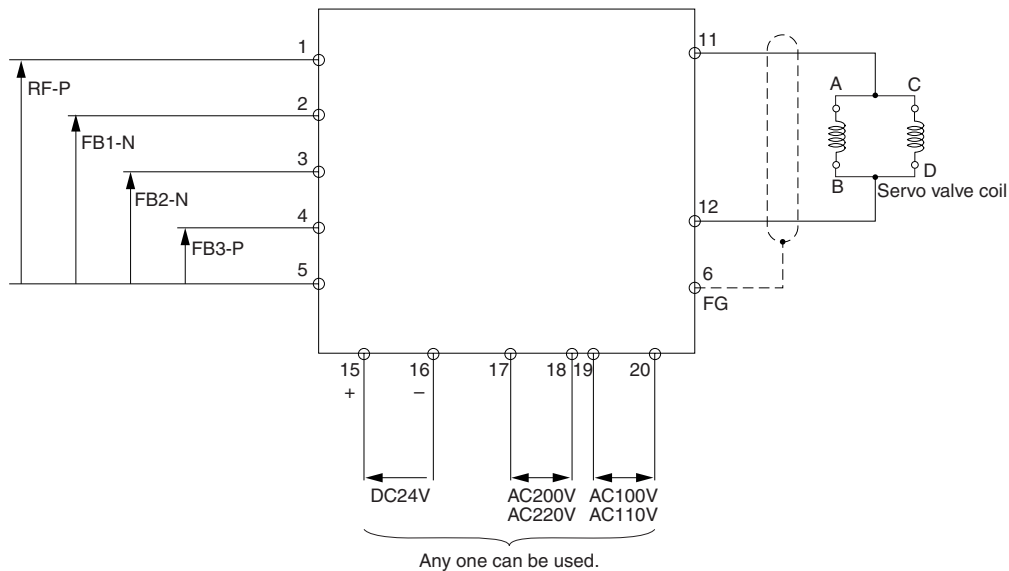 1
RF-P
2
FB1-N
3
FB2-N
4
FB3-P
5
11
A
C
B
D
Servo valve coil
12
6
FG
15
16
17
18
19
20
+
−
DC24V
AC200V
AC220V
AC100V
AC110V
Any one can be used.